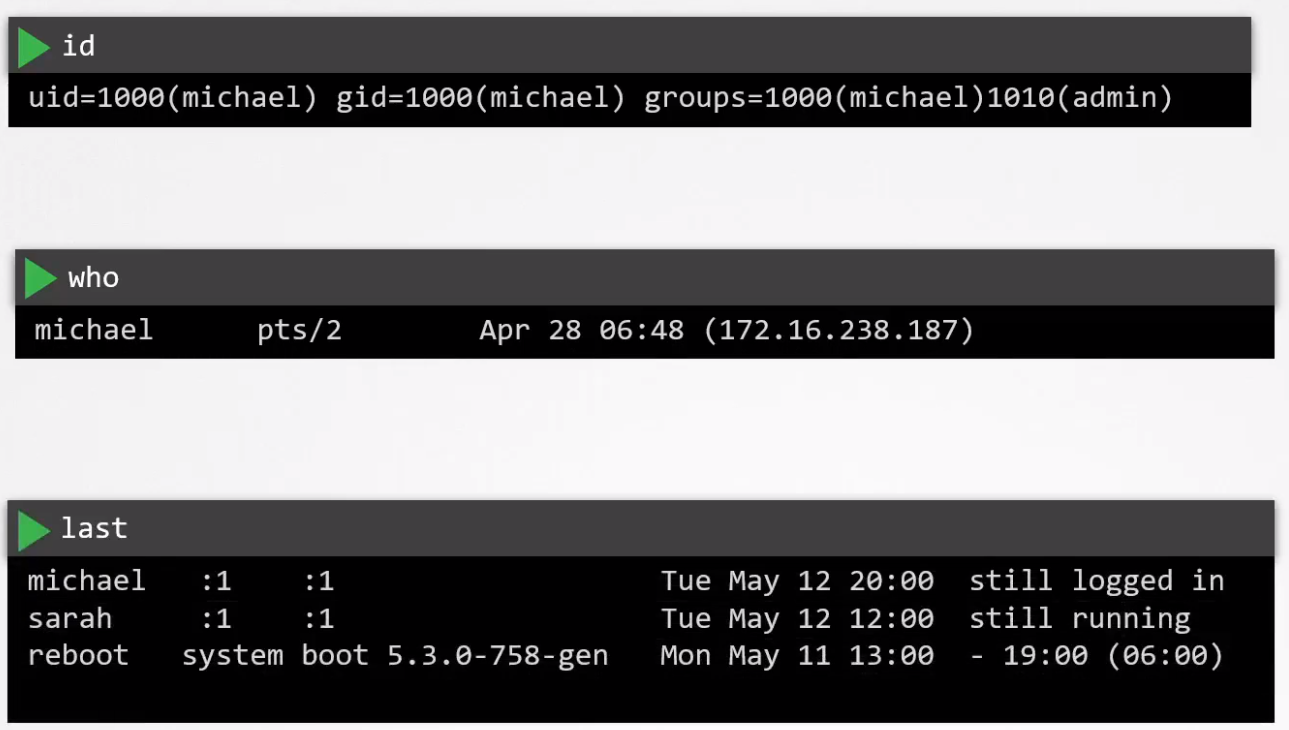 id
uid=1000(michael) gid=1000(michael) groups=1000(michael)1010(admin)
who
michael pts/2 Apr 28 06:48 (172.16.238.187)
last
michael :1 :1 Tue May 12 20:00 still logged in
sarah :1 :1 Tue May 12 12:00 still running
reboot system boot 5.3.0-758-gen Mon May 11 13:00 - 19:00 (06:00)